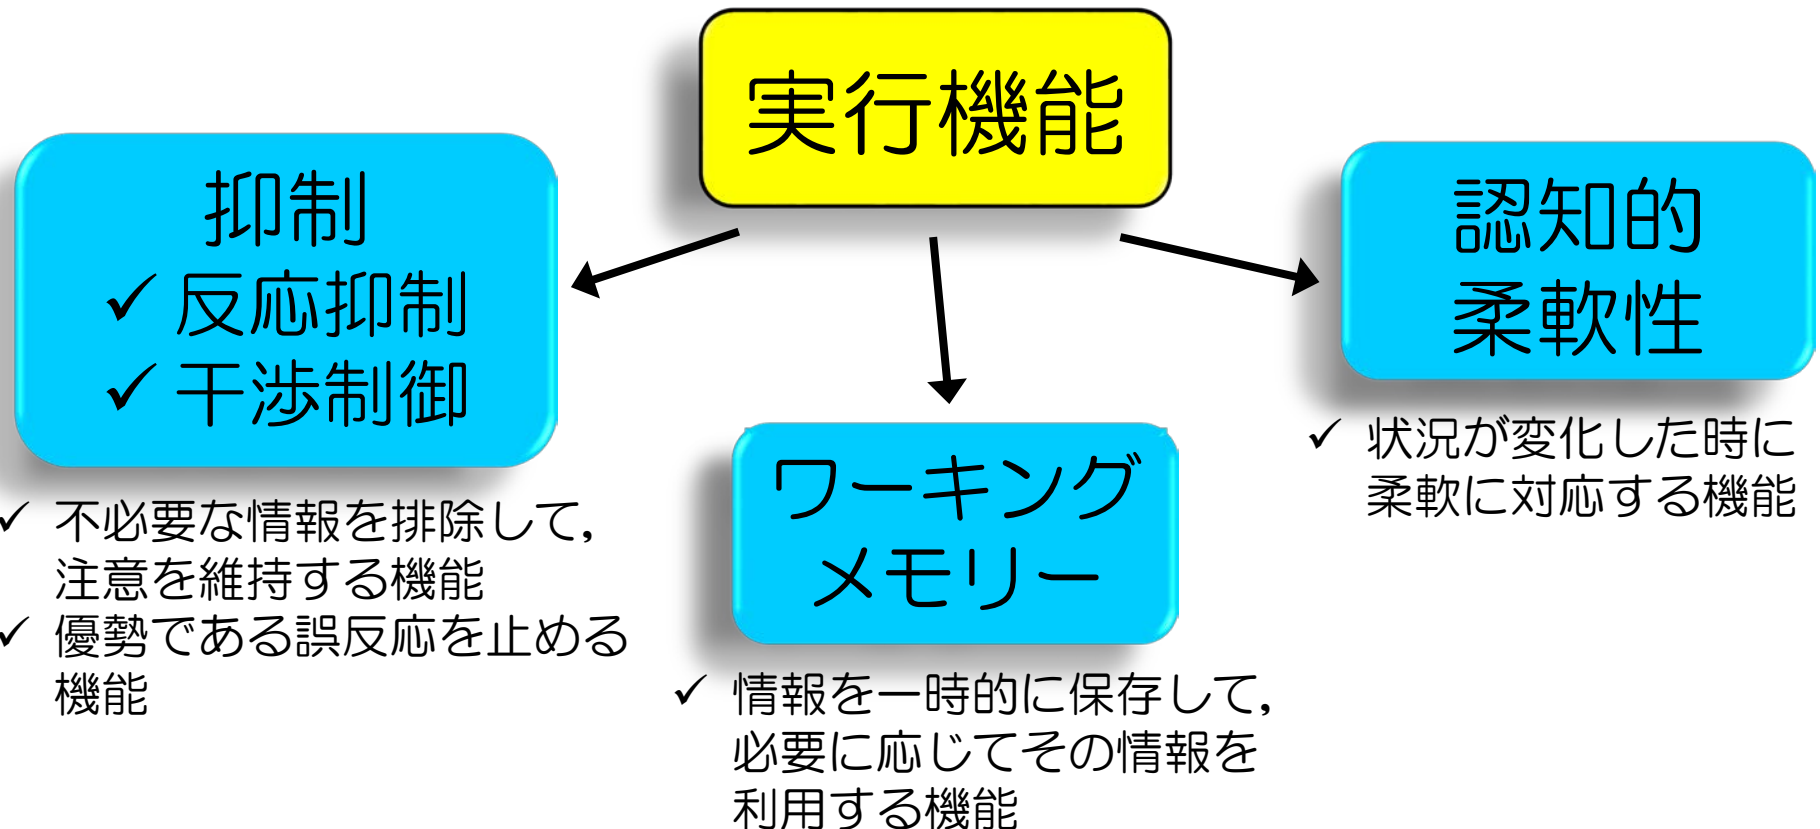 実行機能
抑制
✓ 反応抑制
✓ 干渉制御
✓ 不必要な情報を排除して,
注意を維持する機能
✓ 優勢である誤反応を止める
機能
ワーキング
メモリー
✓ 情報を一時的に保存して,
必要に応じてその情報を
利用する機能
認知的
柔軟性
✓ 状況が変化した時に
柔軟に対応する機能